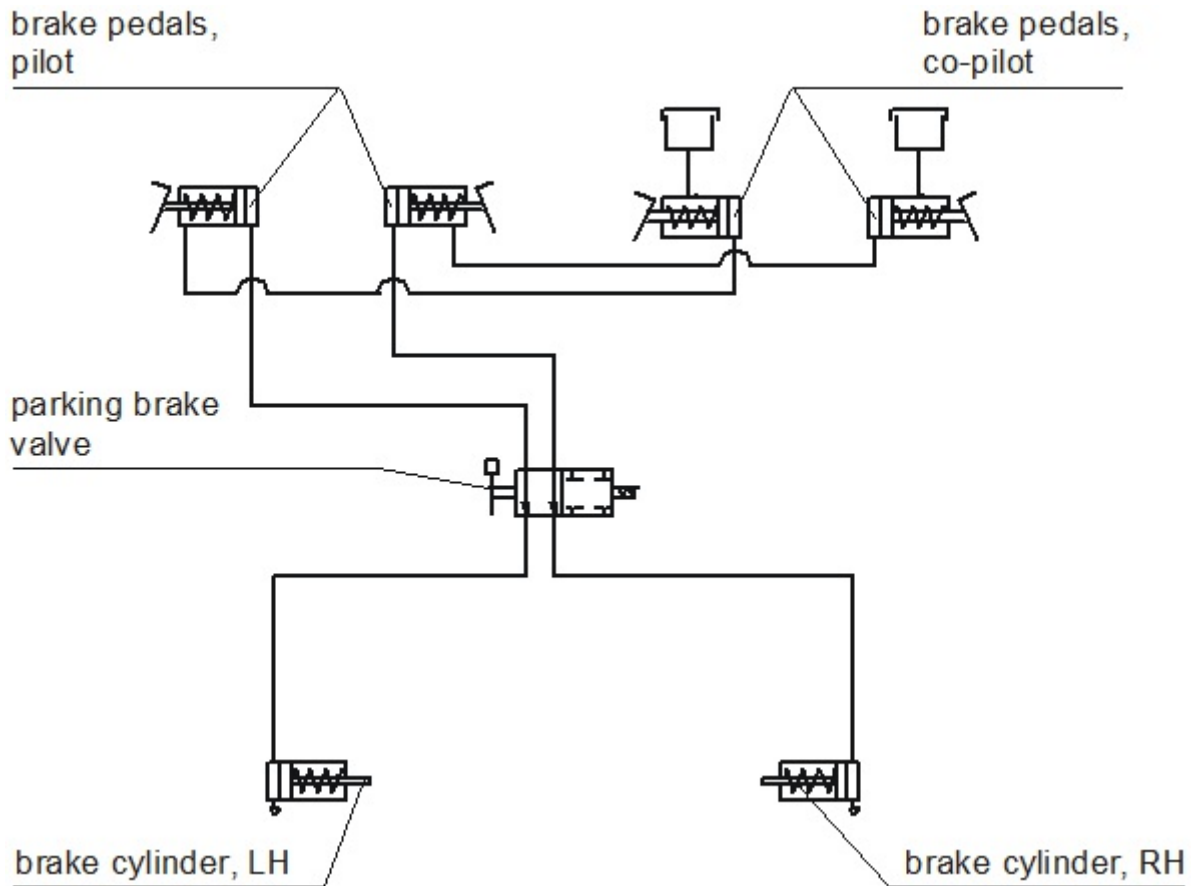 brake pedals,
pilot
brake pedals,
co-pilot
parking brake
valve
brake cylinder, LH
brake cylinder, RH